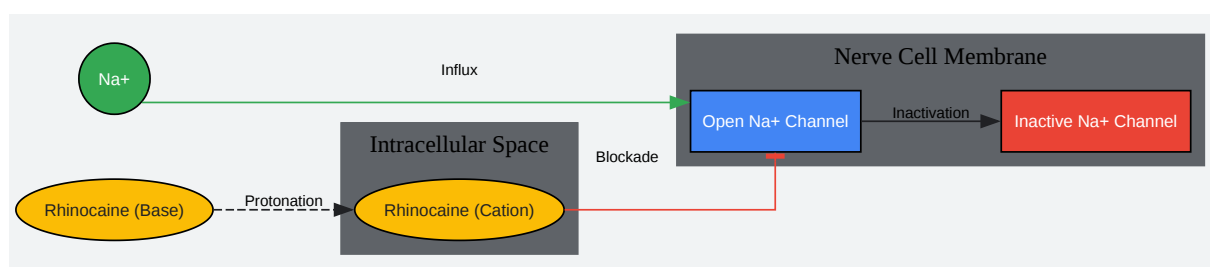 Nerve Cell Membrane
Na+
Influx
Open Na+ Channel
Inactivation
Inactive Na+ Channel
Intracellular Space
Blockade
Rhinocaine (Base)
Protonation
Rhinocaine (Cation)